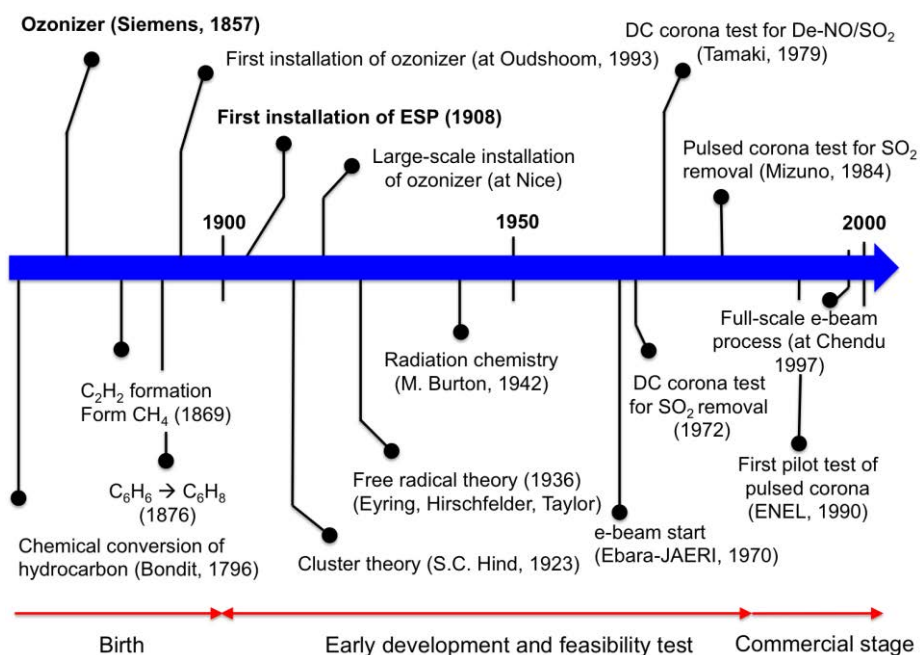 Ozonizer (Siemens, 1857)
First installation of ozonizer (at Oudshoom, 1993)
First installation of ESP (1908)
Large-scale installation
of ozonizer (at Nice)
DC corona test for De-NO/SO₂
(Tamaki, 1979)
Pulsed corona test for SO₂
removal (Mizuno, 1984)
1900
1950
2000
C₂H₂ formation
Form CH₄ (1869)
C₆H₆ → C₆H₈
(1876)
Chemical conversion of
hydrocarbon (Bondit, 1796)
Radiation chemistry
(M. Burton, 1942)
Free radical theory (1936)
(Eyring, Hirschfelder, Taylor)
Cluster theory (S.C. Hind, 1923)
DC corona test
for SO₂ removal
(1972)
e-beam start
(Ebara-JAERI, 1970)
Full-scale e-beam
process (at Chendu
1997)
First pilot test of
pulsed corona
(ENEL, 1990)
Birth
Early development and feasibility test
Commercial stage